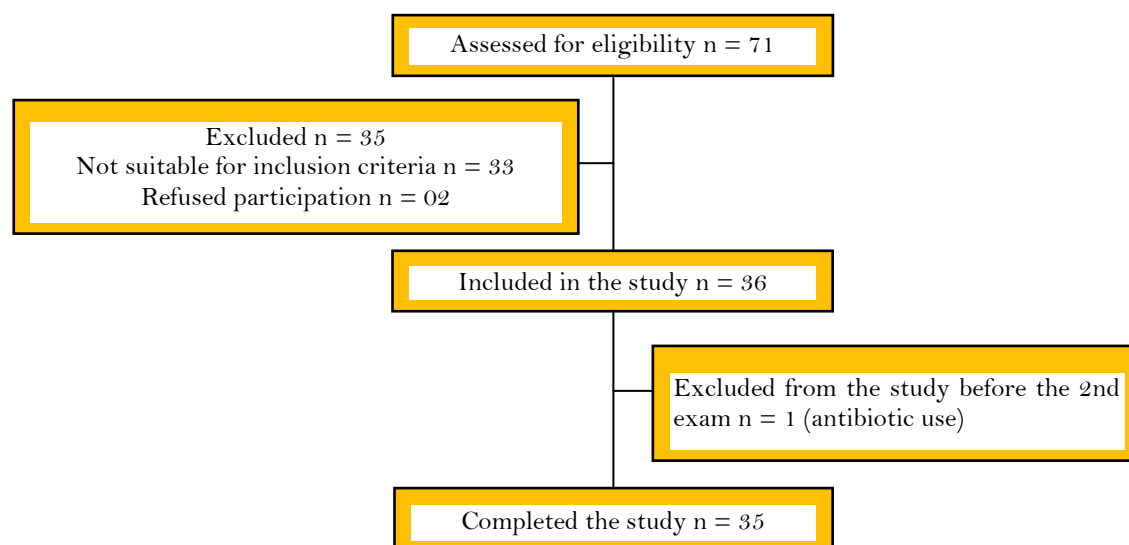 Assessed for eligibility n = 71
Excluded n = 35
Not suitable for inclusion criteria n = 33
Refused participation n = 02
Included in the study n = 36
Excluded from the study before the 2nd
exam n = 1 (antibiotic use)
Completed the study n = 35